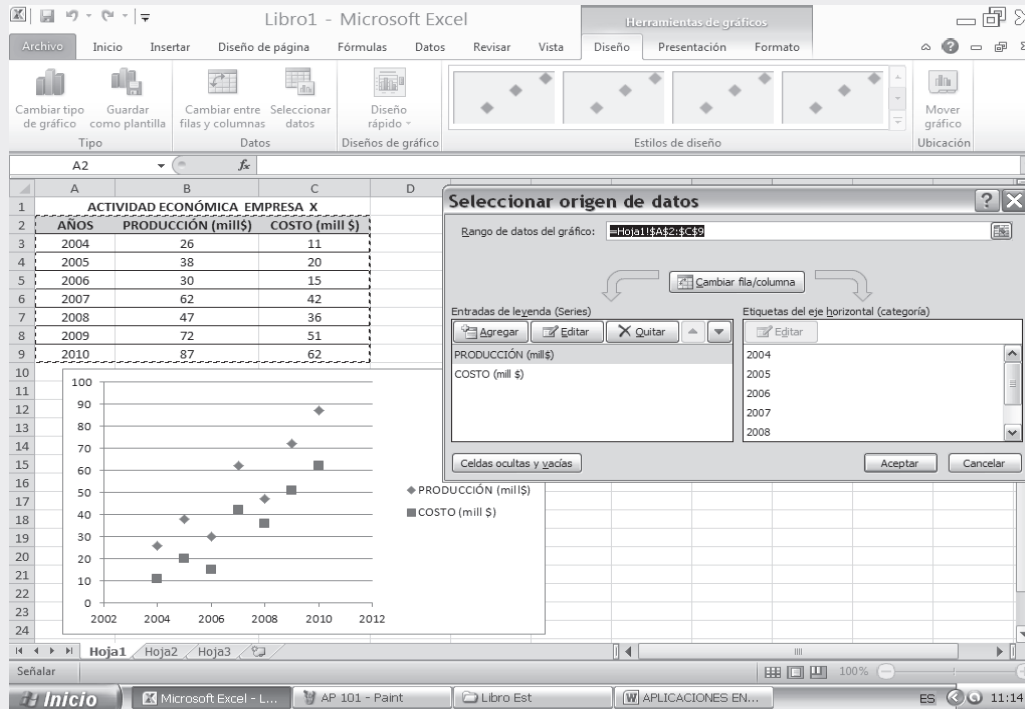 Libro1 - Microsoft Excel
Herramientas de gráficos
Archivo Inicio Insertar Diseño de página Fórmulas Datos Revisar Vista Diseño Presentación Formato
Cambiar tipo de gráfico
Guardar como plantilla
Cambiar entre filas y columnas
Seleccionar datos
Diseño rápido
Mover gráfico
Tipo Datos Diseños de gráfico Estilos de diseño Ubicación
A2 fx
A B C D
1 ACTIVIDAD ECONÓMICA EMPRESA X
2 AÑOS PRODUCCIÓN (mill$) COSTO (mill $)
3 2004 26 11
4 2005 38 20
5 2006 30 15
6 2007 62 42
7 2008 47 36
8 2009 72 51
9 2010 87 62
10
11
12
13
14
15
16
17
18
19
20
21
22
23
24
Seleccionar origen de datos
Rango de datos del gráfico: =Hoja1!$A$2:$C$9
Cambiar fila/columna
Entradas de leyenda (Series)
Agregar Editar Quitar
PRODUCCIÓN (mill$)
COSTO (mill $)
Etiquetas del eje horizontal (categoría)
Editar
2004
2005
2006
2007
2008
Celdas ocultas y vacías Aceptar Cancelar
100
90
80
70
60
50
40
30
20
10
0
2002 2004 2006 2008 2010 2012
PRODUCCIÓN (mill$)
COSTO (mill $)
Hoja1 Hoja2 Hoja3
Señalar 100%
Inicio Microsoft Excel - L... AP 101 - Paint Libro Est APLICACIONES EN... ES 11:14